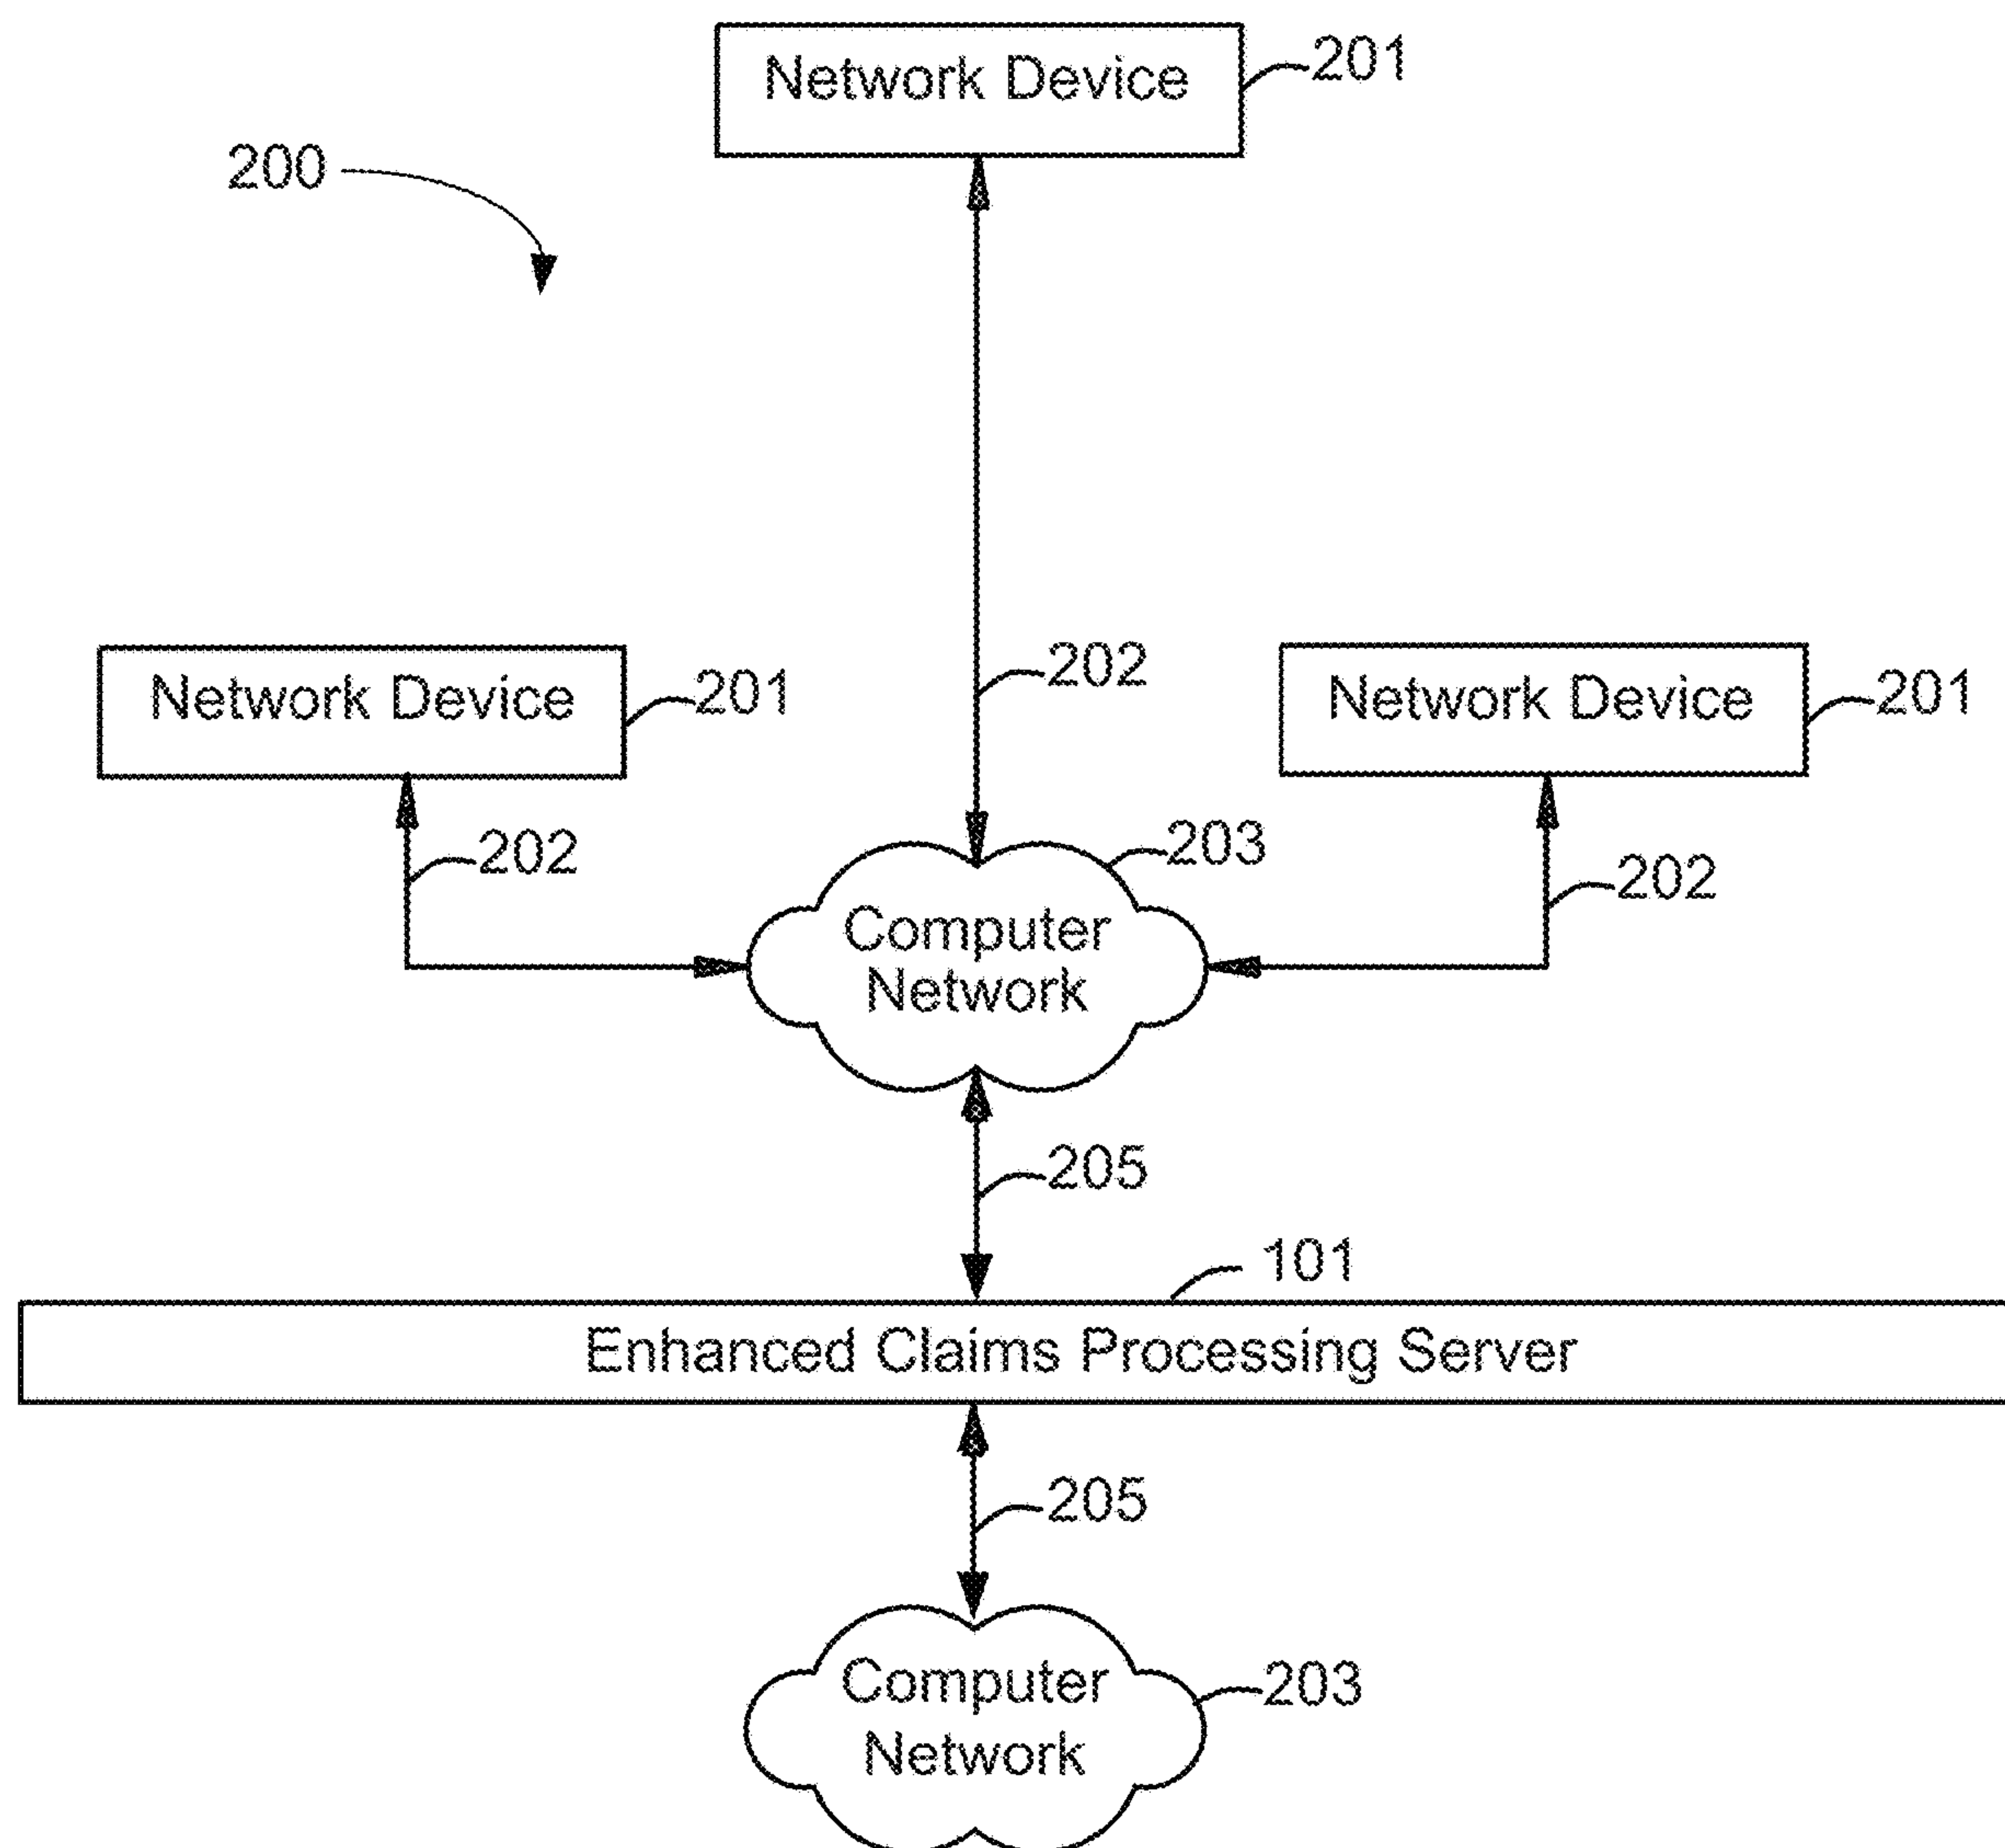 Network Device
201
200
202
Network Device
201
Network Device
201
202
203
202
Computer
Network
205
101
Enhanced Claims Processing Server
205
Computer
Network
203